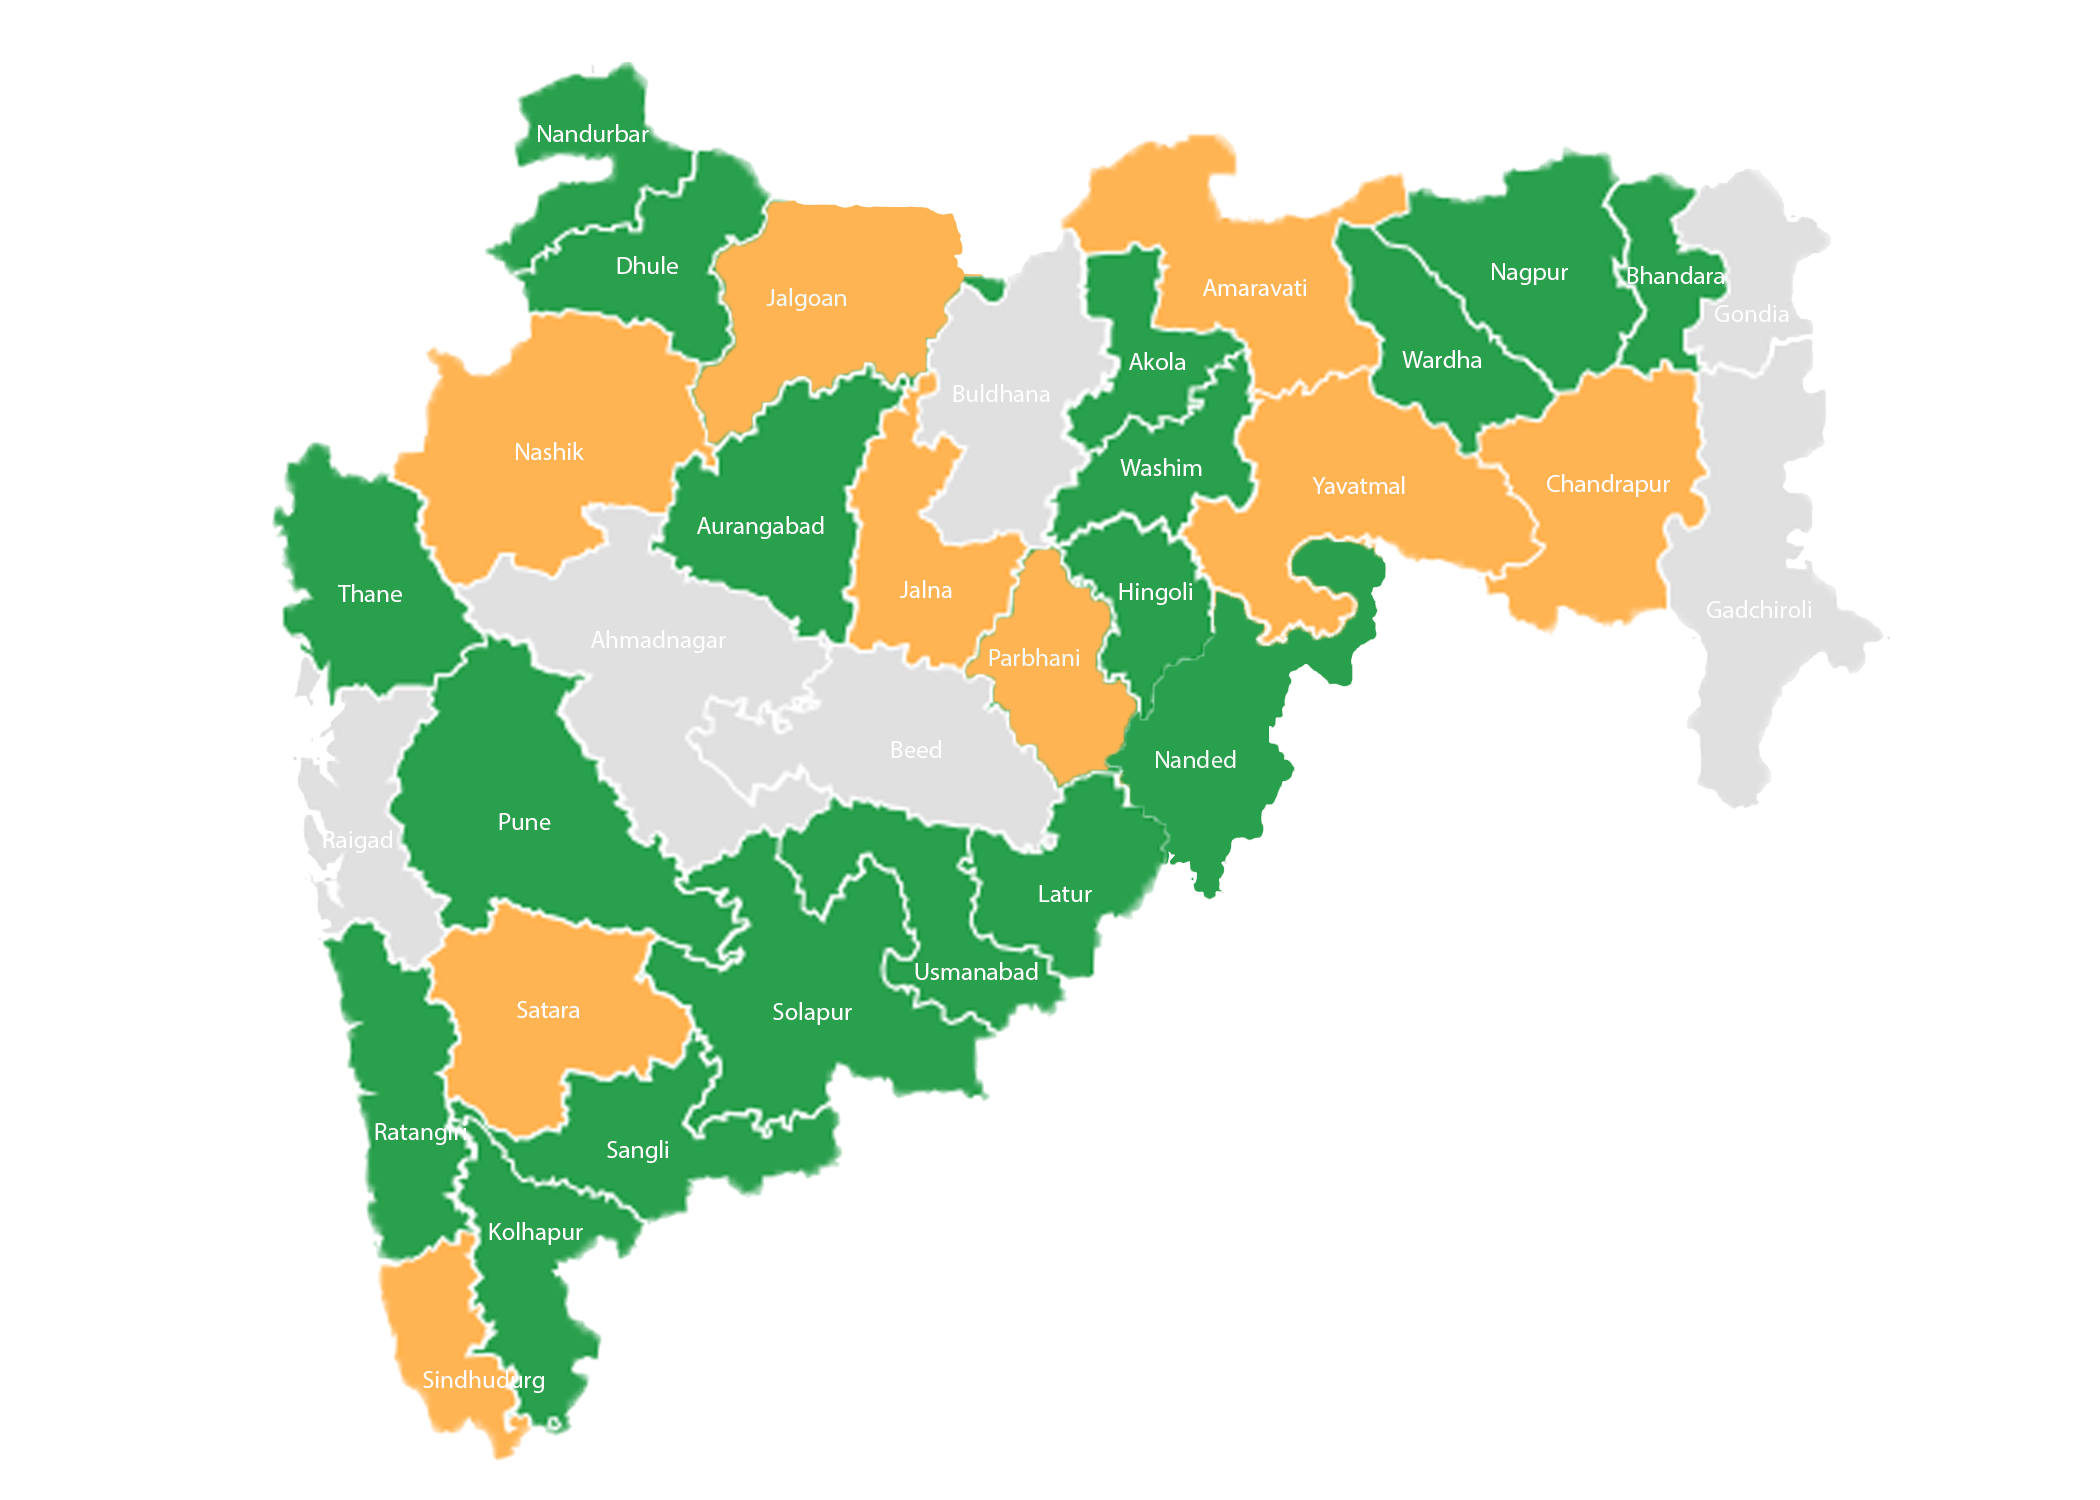 Nandurbar
Dhule
Jalgoan
Amaravati
Nagpur
Bhandara
Gondia
Akola
Wardha
Buldhana
Nashik
Washim
Yavatmal
Chandrapur
Aurangabad
Thane
Jalna
Hingoli
Gadchiroli
Ahmadnagar
Parbhani
Beed
Nanded
Pune
Raigad
Latur
Usmanabad
Satara
Solapur
Ratangiri
Sangli
Kolhapur
Sindhudurg